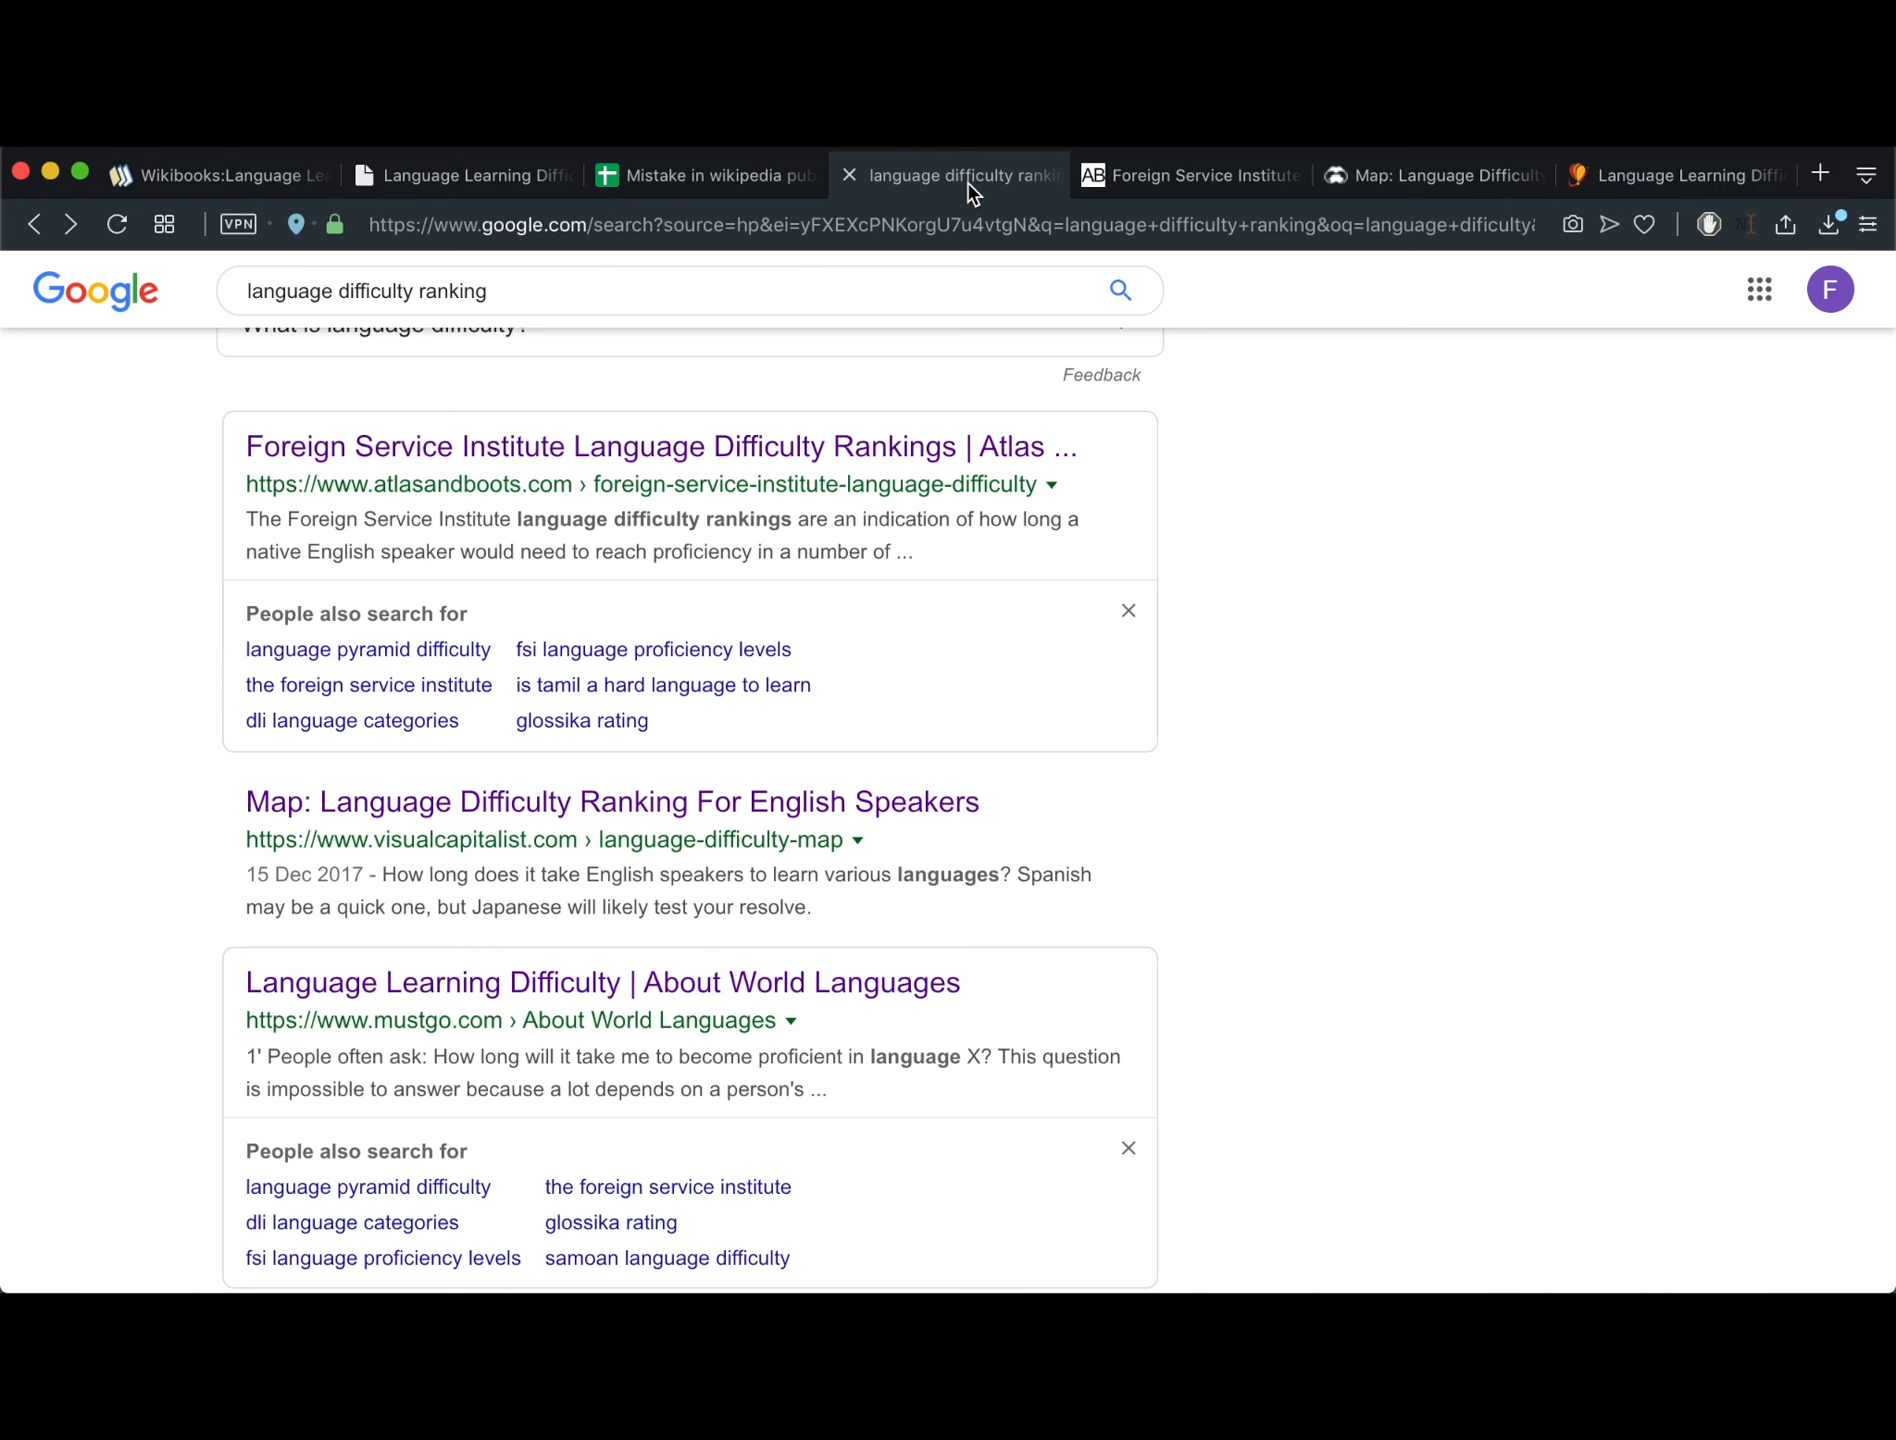 Wikibooks:Language Le
Language Learning Diffi
Mistake in wikipedia pub
language difficulty rankin
AB Foreign Service Institute
Map: Language Difficult
Language Learning Diffi
VPN
https://www.google.com/search?source=hp&ei=yFXEXcPNKorgU7u4vtgN&q=language+difficulty+ranking&oq=language+dificulty&
Google
language difficulty ranking
F
What is language difficulty?
Feedback
Foreign Service Institute Language Difficulty Rankings | Atlas ...
https://www.atlasandboots.com › foreign-service-institute-language-difficulty
The Foreign Service Institute language difficulty rankings are an indication of how long a
native English speaker would need to reach proficiency in a number of ...
People also search for
language pyramid difficulty fsi language proficiency levels
the foreign service institute is tamil a hard language to learn
dli language categories glossika rating
Map: Language Difficulty Ranking For English Speakers
https://www.visualcapitalist.com › language-difficulty-map
15 Dec 2017 - How long does it take English speakers to learn various languages? Spanish
may be a quick one, but Japanese will likely test your resolve.
Language Learning Difficulty | About World Languages
https://www.mustgo.com › About World Languages
1' People often ask: How long will it take me to become proficient in language X? This question
is impossible to answer because a lot depends on a person's ...
People also search for
language pyramid difficulty the foreign service institute
dli language categories glossika rating
fsi language proficiency levels samoan language difficulty